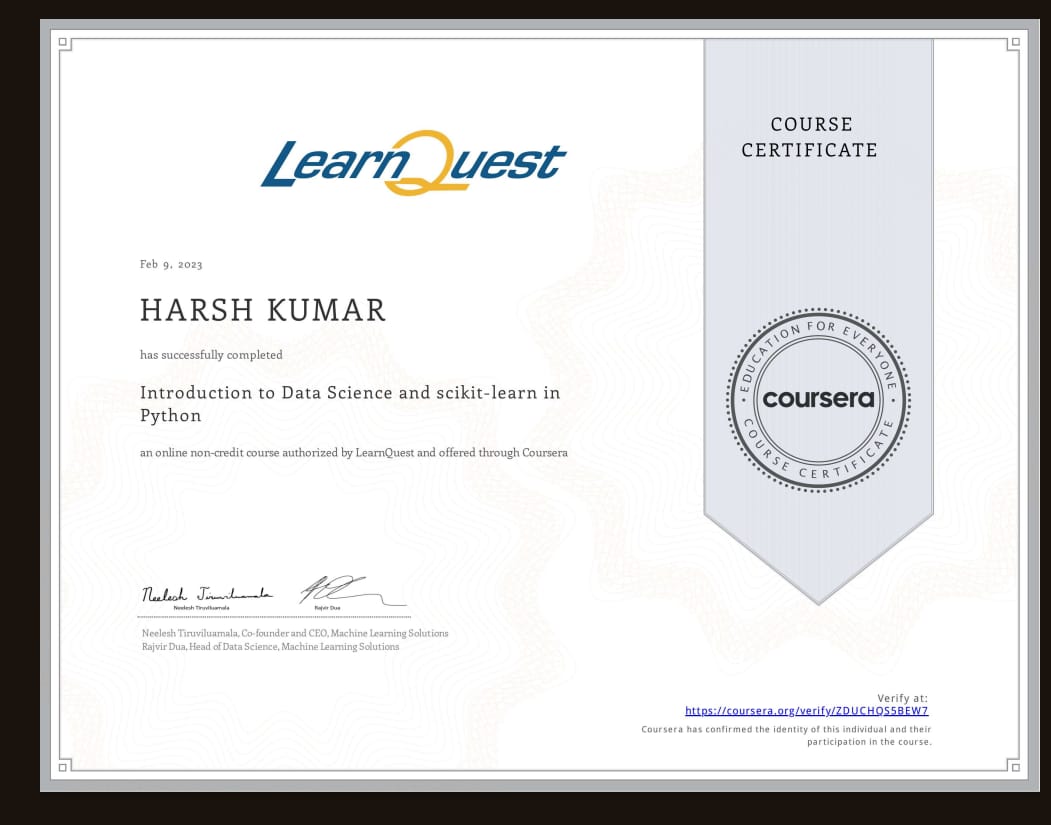 LearnQuest
COURSE
CERTIFICATE
Feb 9, 2023
HARSH KUMAR
has successfully completed
Introduction to Data Science and scikit-learn in
Python
an online non-credit course authorized by LearnQuest and offered through Coursera
EDUCATION FOR EVERYONE
coursera
COURSE CERTIFICATE
Neelesh Tiruviluamala
Neelesh Tiruviluamala Rajvir Dua
Neelesh Tiruviluamala, Co-founder and CEO, Machine Learning Solutions
Rajvir Dua, Head of Data Science, Machine Learning Solutions
Verify at:
https://coursera.org/verify/ZDUCHQS5BEW7
Coursera has confirmed the identity of this individual and their
participation in the course.